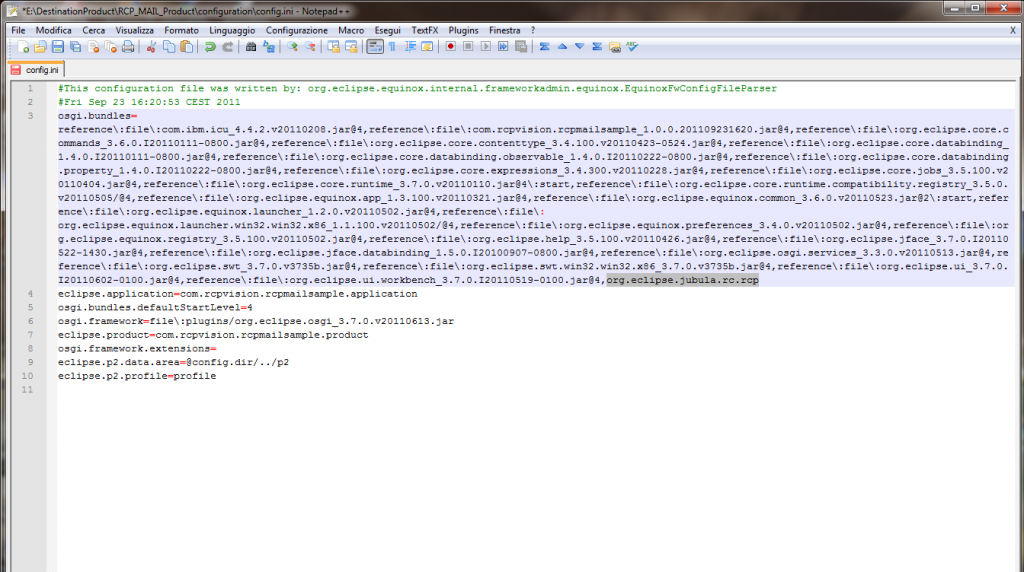 *E:\DestinationProduct\RCP_MAIL_Product\configuration\config.ini - Notepad++
File Modifica Cerca Visualizza Formato Linguaggio Configurazione Macro Esegui TextFX Plugins Finestra ? X
config.ini
1 #This configuration file was written by: org.eclipse.equinox.internal.frameworkadmin.equinox.EquinoxFwConfigFileParser
2 #Fri Sep 23 16:20:53 CEST 2011
3 osgi.bundles=
reference\:file\:com.ibm.icu_4.4.2.v20110208.jar@4,reference\:file\:com.rcpvision.rcpmailsample_1.0.0.201109231620.jar@4,reference\:file\:org.eclipse.core.c
ommands_3.6.0.I20110111-0800.jar@4,reference\:file\:org.eclipse.core.contenttype_3.4.100.v20110423-0524.jar@4,reference\:file\:org.eclipse.core.databinding_
1.4.0.I20110111-0800.jar@4,reference\:file\:org.eclipse.core.databinding.observable_1.4.0.I20110222-0800.jar@4,reference\:file\:org.eclipse.core.databinding
.property_1.4.0.I20110222-0800.jar@4,reference\:file\:org.eclipse.core.expressions_3.4.300.v20110228.jar@4,reference\:file\:org.eclipse.core.jobs_3.5.100.v2
0110404.jar@4,reference\:file\:org.eclipse.core.runtime_3.7.0.v20110110.jar@4\:start,reference\:file\:org.eclipse.core.runtime.compatibility.registry_3.5.0.
v20110505/@4,reference\:file\:org.eclipse.equinox.app_1.3.100.v20110321.jar@4,reference\:file\:org.eclipse.equinox.common_3.6.0.v20110523.jar@2\:start,refer
ence\:file\:org.eclipse.equinox.launcher_1.2.0.v20110502.jar@4,reference\:file\:
org.eclipse.equinox.launcher.win32.win32.x86_1.1.100.v20110502/@4,reference\:file\:org.eclipse.equinox.preferences_3.4.0.v20110502.jar@4,reference\:file\:or
g.eclipse.equinox.registry_3.5.100.v20110502.jar@4,reference\:file\:org.eclipse.help_3.5.100.v20110426.jar@4,reference\:file\:org.eclipse.jface_3.7.0.I20110
522-1430.jar@4,reference\:file\:org.eclipse.jface.databinding_1.5.0.I20100907-0800.jar@4,reference\:file\:org.eclipse.osgi.services_3.3.0.v20110513.jar@4,re
ference\:file\:org.eclipse.swt_3.7.0.v3735b.jar@4,reference\:file\:org.eclipse.swt.win32.win32.x86_3.7.0.v3735b.jar@4,reference\:file\:org.eclipse.ui_3.7.0.
I20110602-0100.jar@4,reference\:file\:org.eclipse.ui.workbench_3.7.0.I20110519-0100.jar@4,org.eclipse.jubula.rc.rcp
4 eclipse.application=com.rcpvision.rcpmailsample.application
5 osgi.bundles.defaultStartLevel=4
6 osgi.framework=file\:plugins/org.eclipse.osgi_3.7.0.v20110613.jar
7 eclipse.product=com.rcpvision.rcpmailsample.product
8 osgi.framework.extensions=
9 eclipse.p2.data.area=@config.dir/../p2
10 eclipse.p2.profile=profile
11